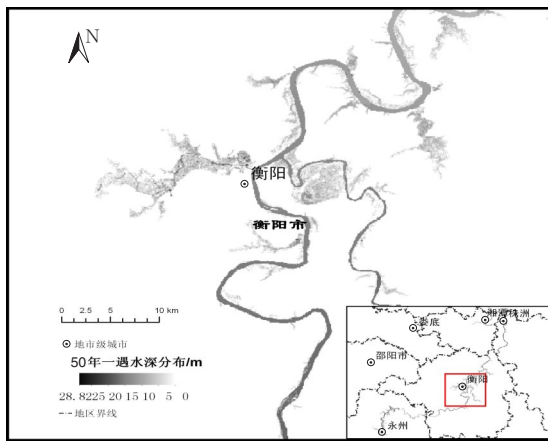 N
衡阳
衡阳市
0 2.5 5 10 km
地市级城市
50年一遇水深分布/m
28.8225 20 15 10 5 0
地区界线
娄底
湘潭株洲
邵阳市
衡阳
永州